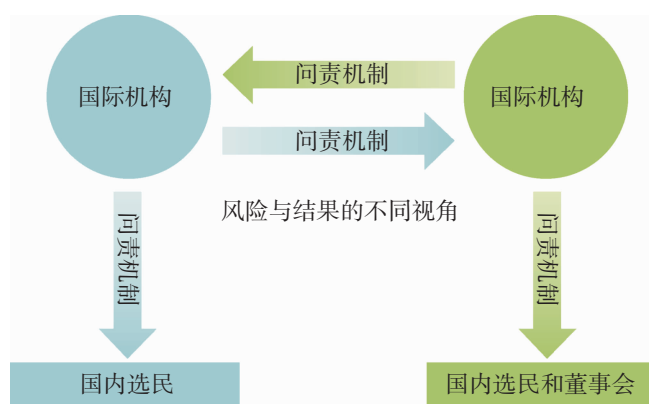 问责机制
国际机构
国际机构
问责机制
风险与结果的不同视角
问责机制
问责机制
国内选民
国内选民和董事会